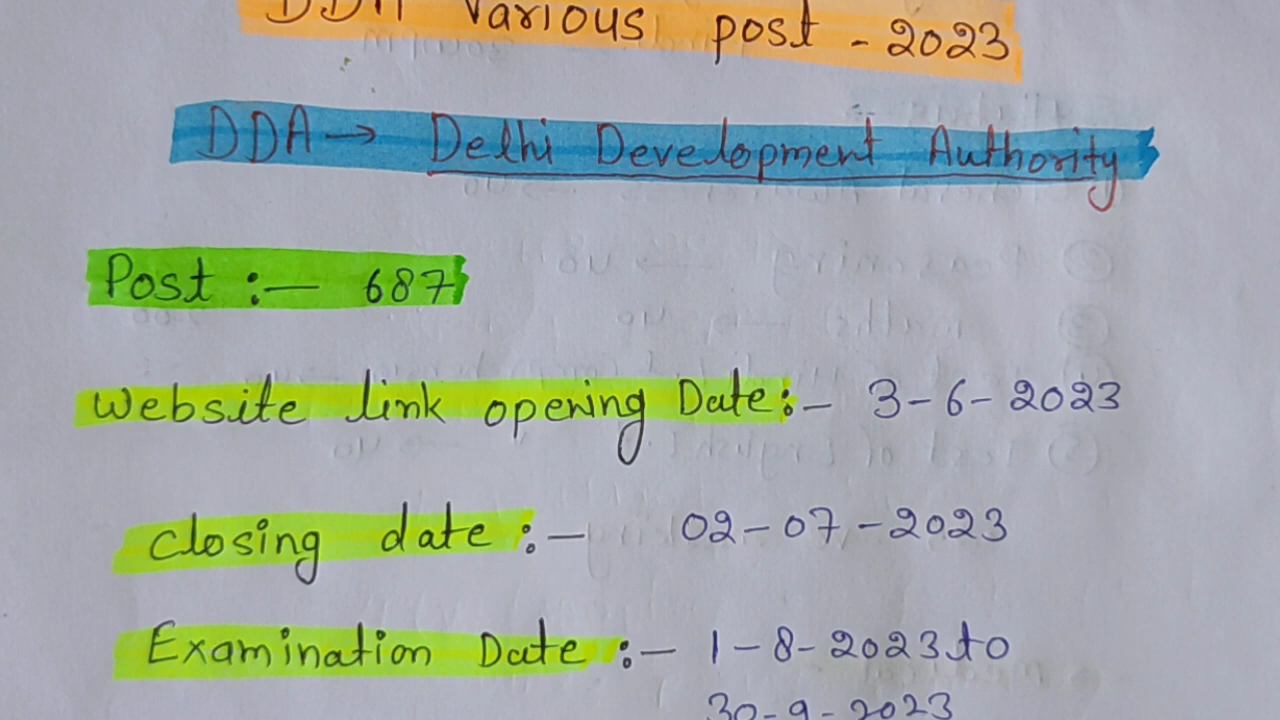 DDA various post - 2023
DDA → Delhi Development Authority
Post :- 687
Website link opening Date :- 3-6-2023
closing date :- 02-07-2023
Examination Date :- 1-8-2023 to
30-9-2023